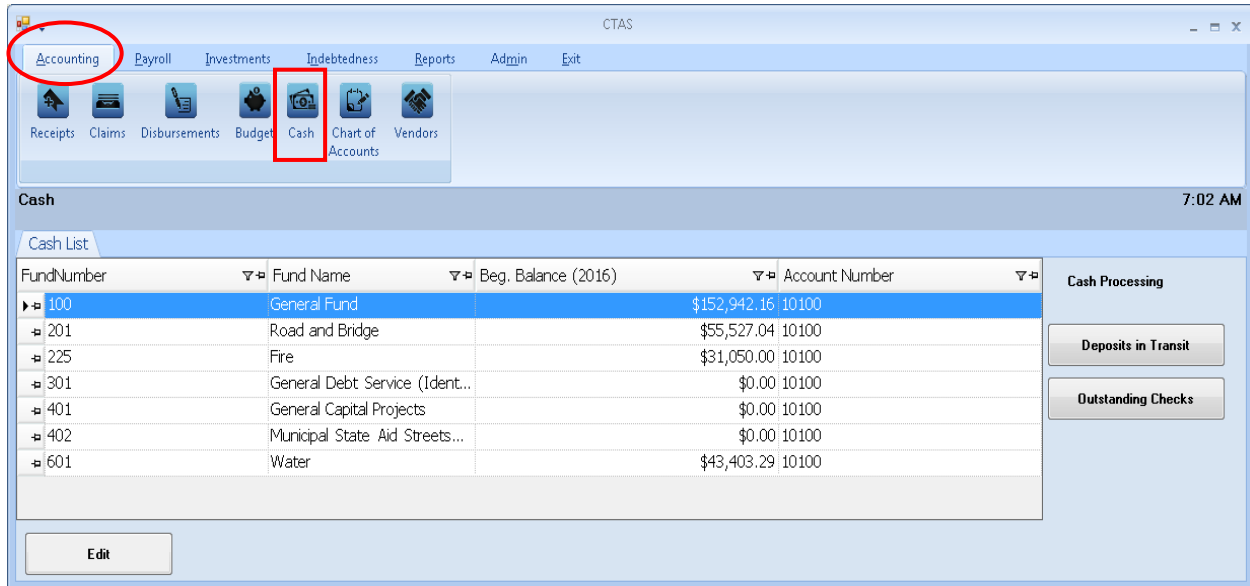 CTAS
Accounting Payroll Investments Indebtedness Reports Admin Exit
Receipts Claims Disbursements Budget Cash Chart of Accounts Vendors
Cash 7:02 AM
Cash List
FundNumber Fund Name Beg. Balance (2016) Account Number
Cash Processing
100 General Fund $152,942.16 10100
201 Road and Bridge $55,527.04 10100
Deposits in Transit
225 Fire $31,050.00 10100
301 General Debt Service (Ident... $0.00 10100
Outstanding Checks
401 General Capital Projects $0.00 10100
402 Municipal State Aid Streets... $0.00 10100
601 Water $43,403.29 10100
Edit